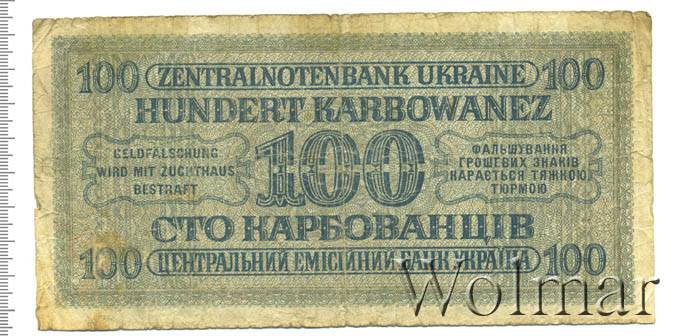 100 ZENTRALNOTENBANK UKRAINE 100
HUNDERT KARBOWANEZ
GELDFÄLSCHUNG
WIRD MIT ZUCHTHAUS
BESTRAFT
100
ФАЛЬШУВАННЯ
ГРОШЕВИХ ЗНАКІВ
КАРАЄТЬСЯ ТЯЖКОЮ
ТЮРМОЮ
СТО КАРБОВАНЦІВ
100 ЦЕНТРАЛЬНИЙ ЕМІСІЙНИЙ БАНК УКРАЇНА 100
Wolmar